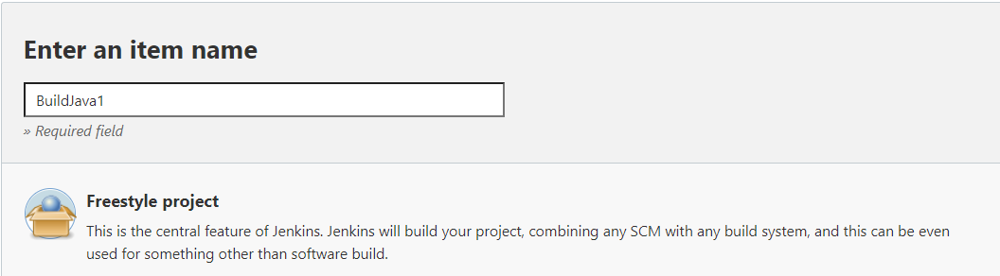 Enter an item name
BuildJava1
» Required field
Freestyle project
This is the central feature of Jenkins. Jenkins will build your project, combining any SCM with any build system, and this can be even
used for something other than software build.